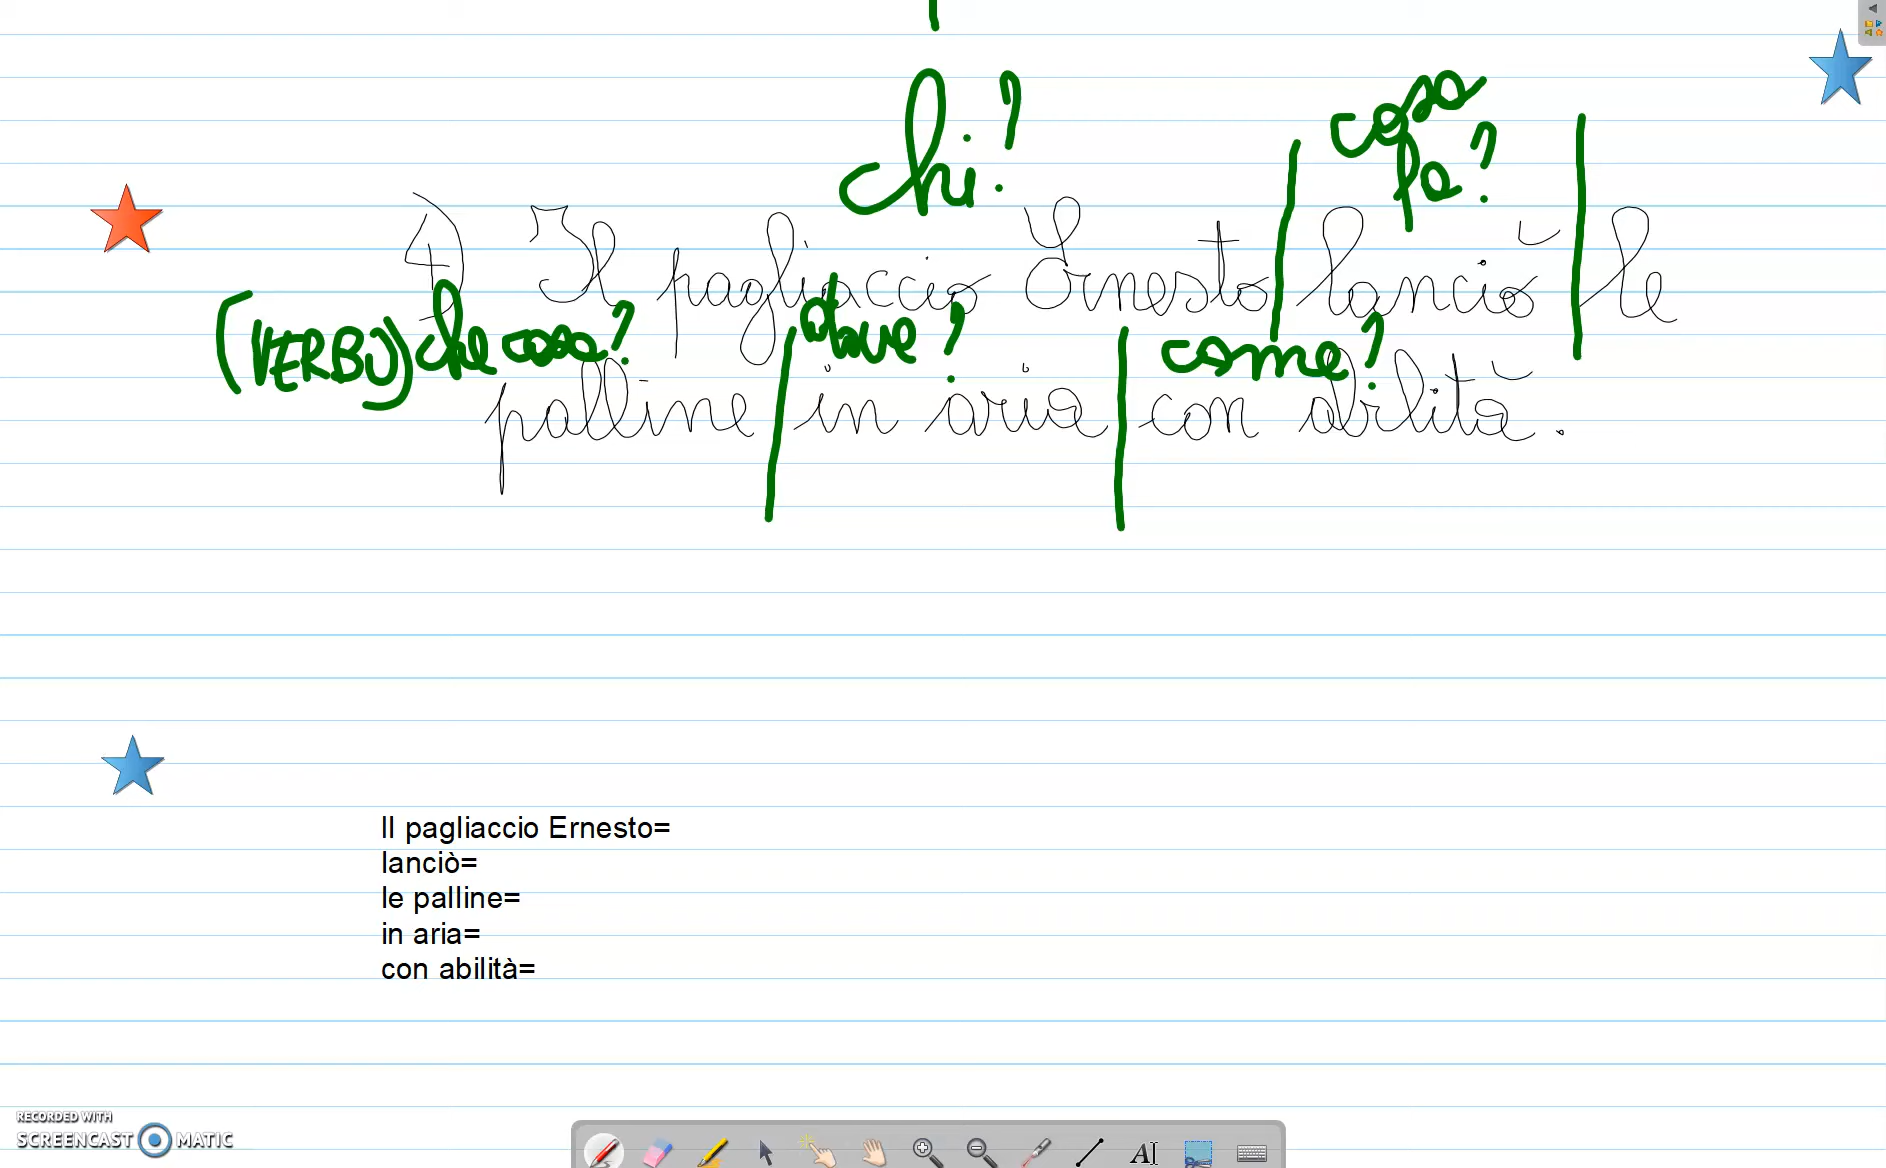 chi?
cosa
fa?
4) Il pagliaccio Ernesto lanciò le
(VERBO) che cosa? dove? come?
palline in aria con abilità.
Il pagliaccio Ernesto=
lanciò=
le palline=
in aria=
con abilità=
RECORDED WITH
SCREENCAST MATIC